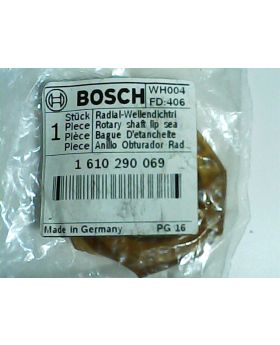 BOSCH WH004
FD:406
1 Stück Radial-Wellendichtri
Piece Rotary shaft lip sea
Pièce Bague D'etancheite
Pieza Anillo Obturador Rad
1 610 290 069
Made in Germany PG 16